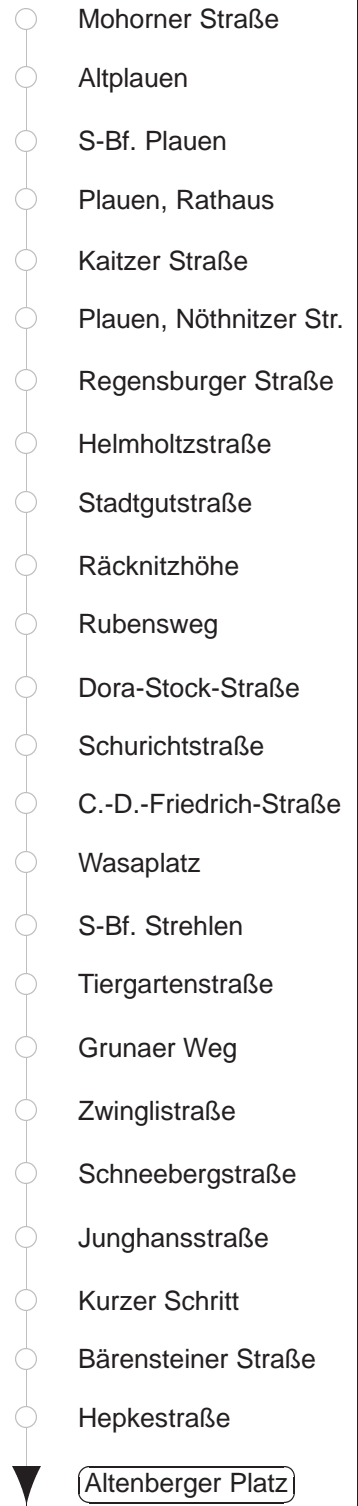 Mohorner Straße
Altplauen
S-Bf. Plauen
Plauen, Rathaus
Kaitzer Straße
Plauen, Nöthnitzer Str.
Regensburger Straße
Helmholtzstraße
Stadtgutstraße
Räcknitzhöhe
Rubensweg
Dora-Stock-Straße
Schurichtstraße
C.-D.-Friedrich-Straße
Wasaplatz
S-Bf. Strehlen
Tiergartenstraße
Grunaer Weg
Zwinglistraße
Schneebergstraße
Junghansstraße
Kurzer Schritt
Bärensteiner Straße
Hepkestraße
Altenberger Platz